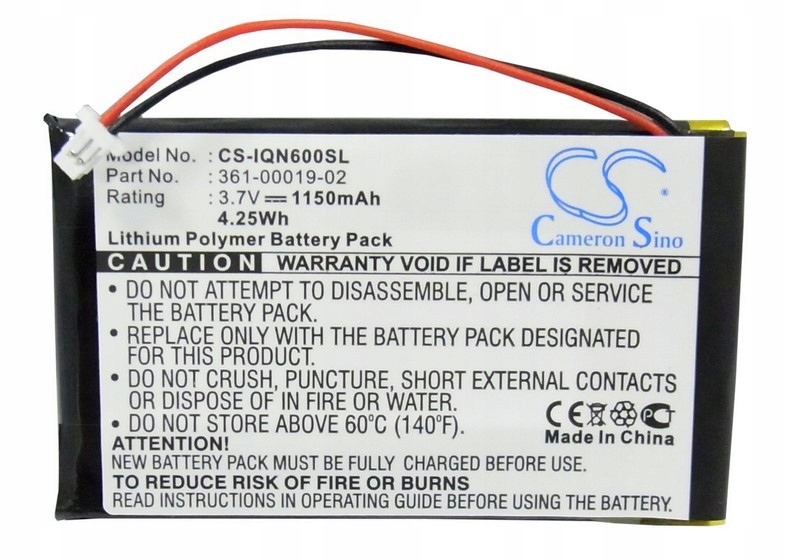 Model No. : CS-IQN600SL
Part No. : 361-00019-02
Rating : 3.7V 1150mAh
4.25Wh
Lithium Polymer Battery Pack
CS
®
Cameron Sino
CAUTION WARRANTY VOID IF LABEL IS REMOVED
• DO NOT ATTEMPT TO DISASSEMBLE, OPEN OR SERVICE
THE BATTERY PACK.
• REPLACE ONLY WITH THE BATTERY PACK DESIGNATED
FOR THIS PRODUCT.
• DO NOT CRUSH, PUNCTURE, SHORT EXTERNAL CONTACTS
OR DISPOSE OF IN FIRE OR WATER.
• DO NOT STORE ABOVE 60°C (140°F).
CE
PCT
Made In China
ATTENTION!
NEW BATTERY PACK MUST BE FULLY CHARGED BEFORE USING
TO REDUCE RISK OF FIRE OR BURNS
READ INSTRUCTIONS IN OPERATING GUIDE BEFORE USING THIS BATTERY